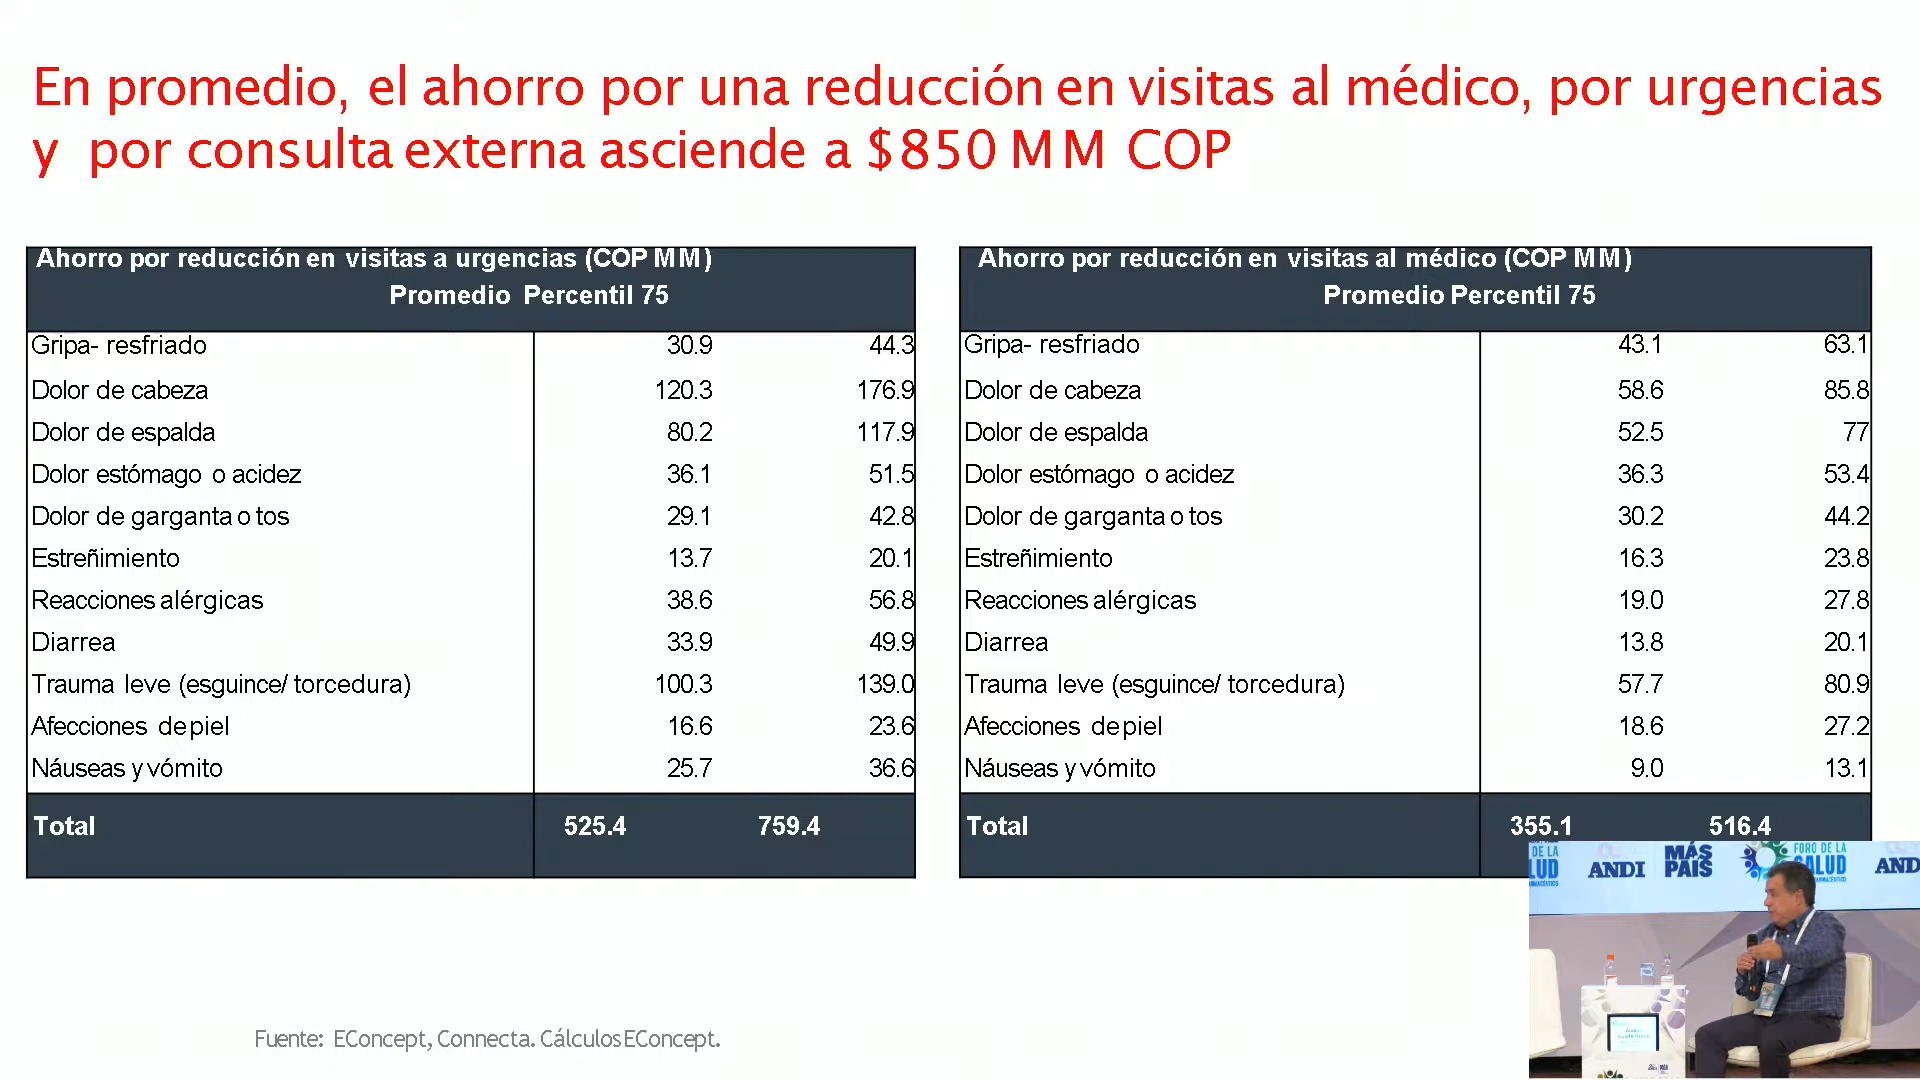 En promedio, el ahorro por una reducción en visitas al médico, por urgencias
y por consulta externa asciende a $850 MM COP
Ahorro por reducción en visitas a urgencias (COP MM)
Promedio Percentil 75
Gripa- resfriado 30.9 44.3
Dolor de cabeza 120.3 176.9
Dolor de espalda 80.2 117.9
Dolor estómago o acidez 36.1 51.5
Dolor de garganta o tos 29.1 42.8
Estreñimiento 13.7 20.1
Reacciones alérgicas 38.6 56.8
Diarrea 33.9 49.9
Trauma leve (esguince/ torcedura) 100.3 139.0
Afecciones de piel 16.6 23.6
Náuseas y vómito 25.7 36.6
Total 525.4 759.4
Ahorro por reducción en visitas al médico (COP MM)
Promedio Percentil 75
Gripa- resfriado 43.1 63.1
Dolor de cabeza 58.6 85.8
Dolor de espalda 52.5 77
Dolor estómago o acidez 36.3 53.4
Dolor de garganta o tos 30.2 44.2
Estreñimiento 16.3 23.8
Reacciones alérgicas 19.0 27.8
Diarrea 13.8 20.1
Trauma leve (esguince/ torcedura) 57.7 80.9
Afecciones de piel 18.6 27.2
Náuseas y vómito 9.0 13.1
Total 355.1 516.4
Fuente: EConcept, Connecta. Cálculos EConcept.
DE LA
LUD
ANDI
MÁS
PAÍS
FORO DE LA
SALUD
AND